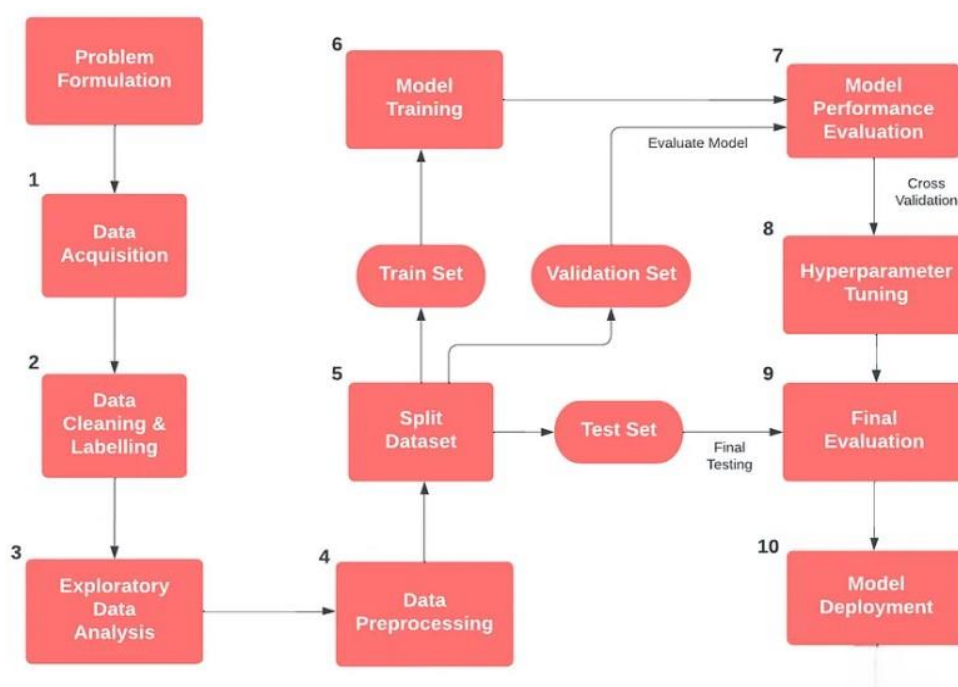 Problem
Formulation
1
Data
Acquisition
2
Data
Cleaning &
Labelling
3
Exploratory
Data
Analysis
4
Data
Preprocessing
5
Split
Dataset
Train Set
Validation Set
Test Set
6
Model
Training
Evaluate Model
7
Model
Performance
Evaluation
Cross
Validation
8
Hyperparameter
Tuning
Final
Testing
9
Final
Evaluation
10
Model
Deployment